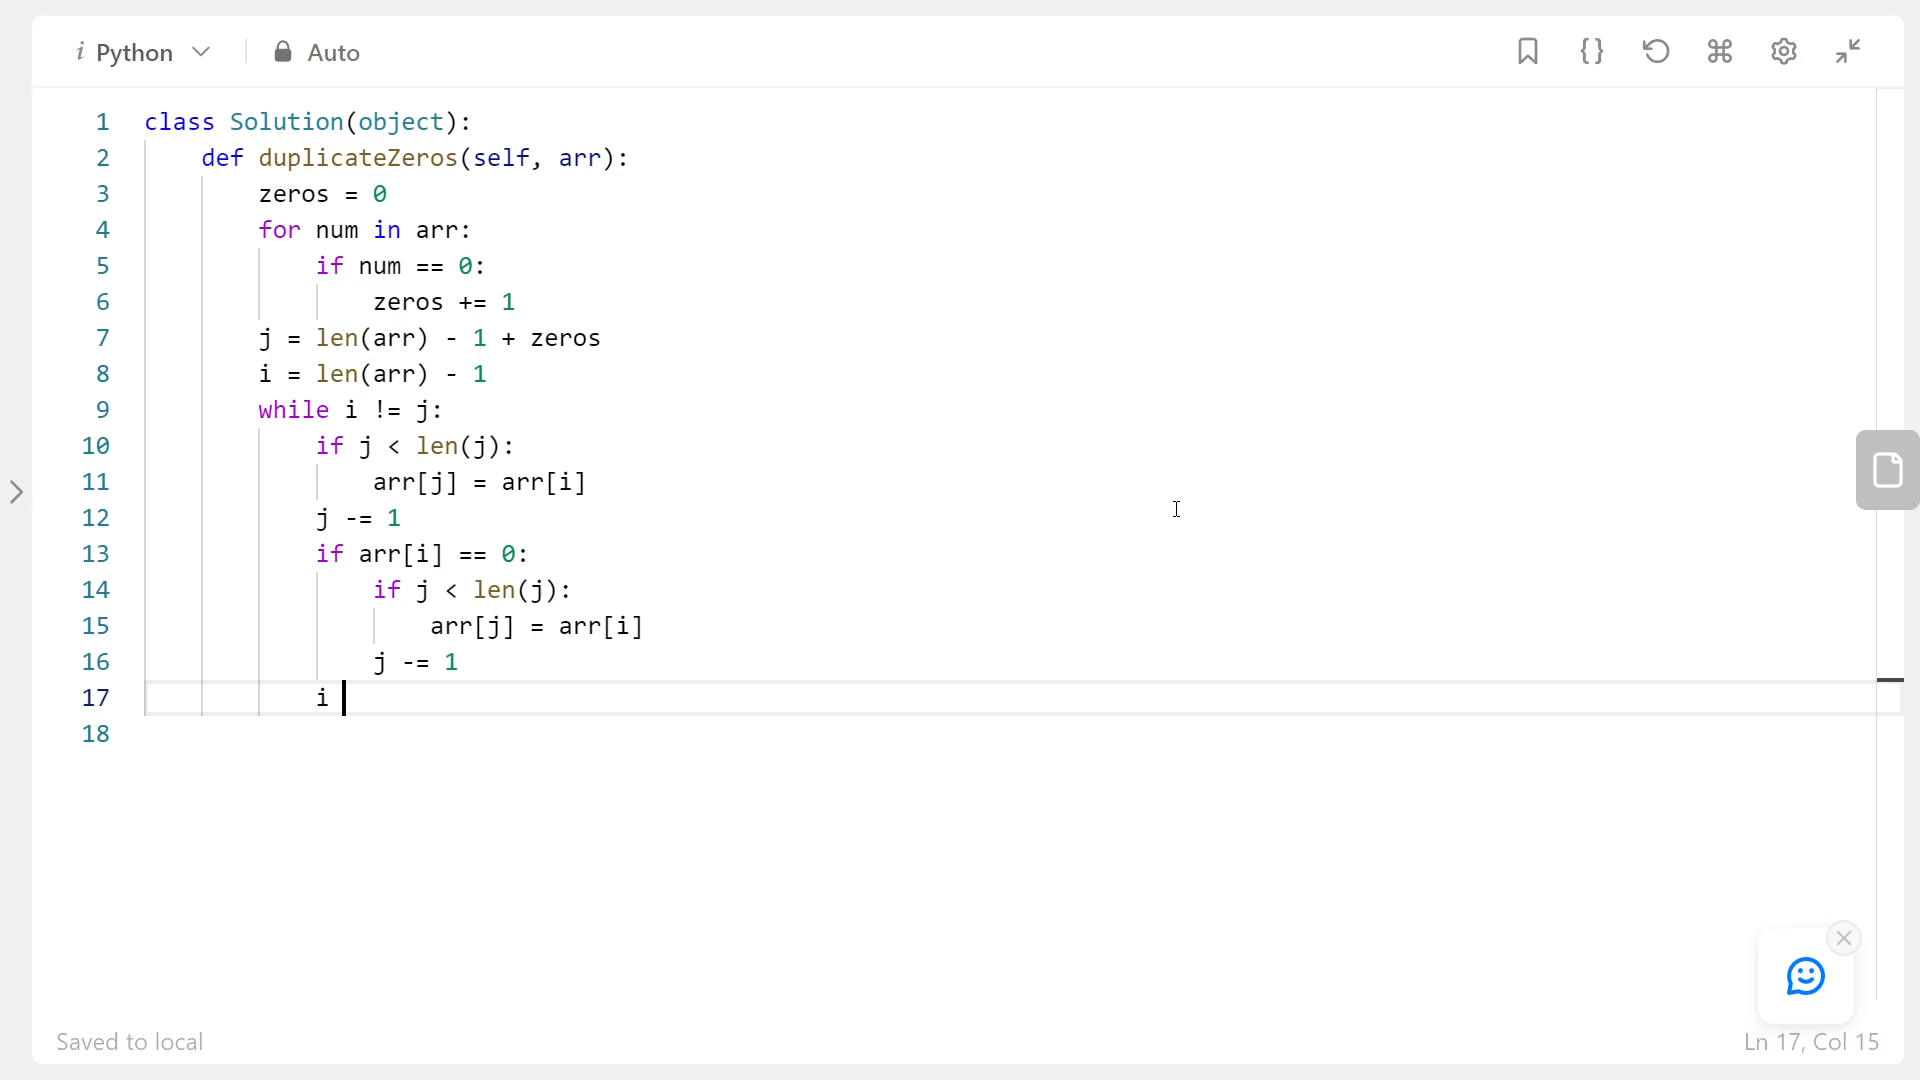 i Python Auto
1 class Solution(object):
2     def duplicateZeros(self, arr):
3         zeros = 0
4         for num in arr:
5             if num == 0:
6                 zeros += 1
7         j = len(arr) - 1 + zeros
8         i = len(arr) - 1
9         while i != j:
10             if j < len(j):
11                 arr[j] = arr[i]
12             j -= 1
13             if arr[i] == 0:
14                 if j < len(j):
15                     arr[j] = arr[i]
16                 j -= 1
17             i
18
Saved to local Ln 17, Col 15